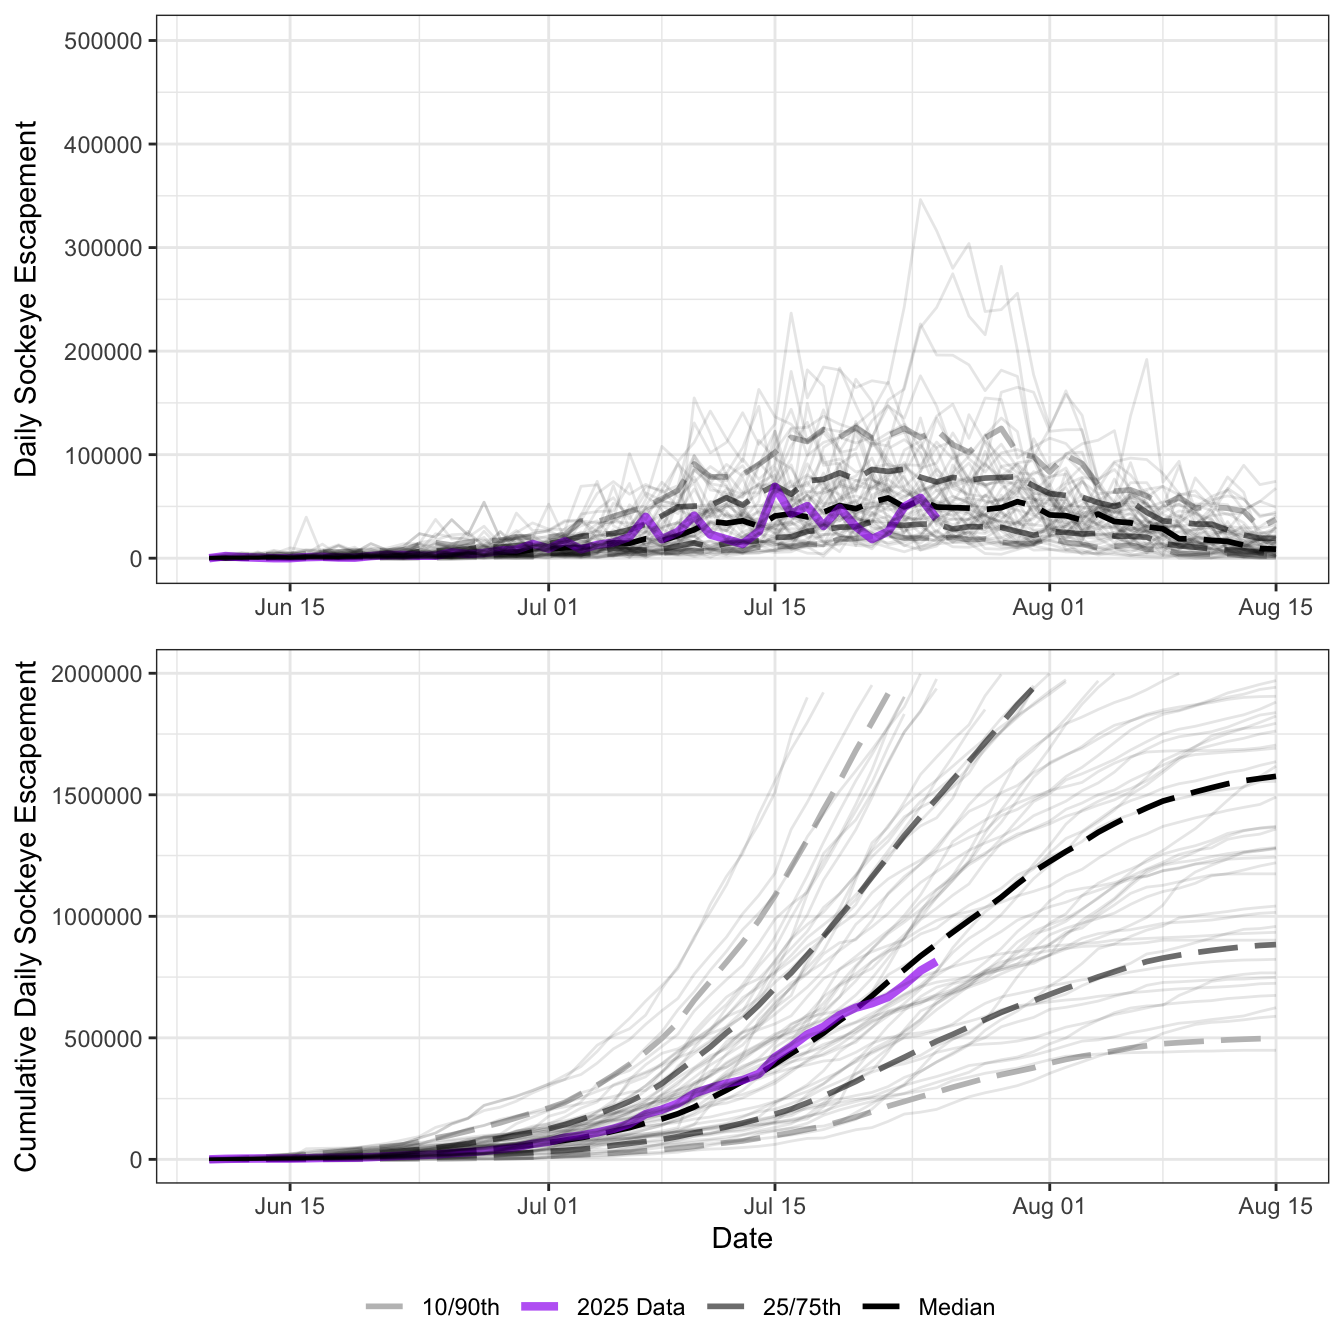 Daily Sockeye Escapement
500000
400000
300000
200000
100000
0
Jun 15
Jul 01
Jul 15
Aug 01
Aug 15
Cumulative Daily Sockeye Escapement
2000000
1500000
1000000
500000
0
Jun 15
Jul 01
Jul 15
Aug 01
Aug 15
Date
10/90th
2025 Data
25/75th
Median